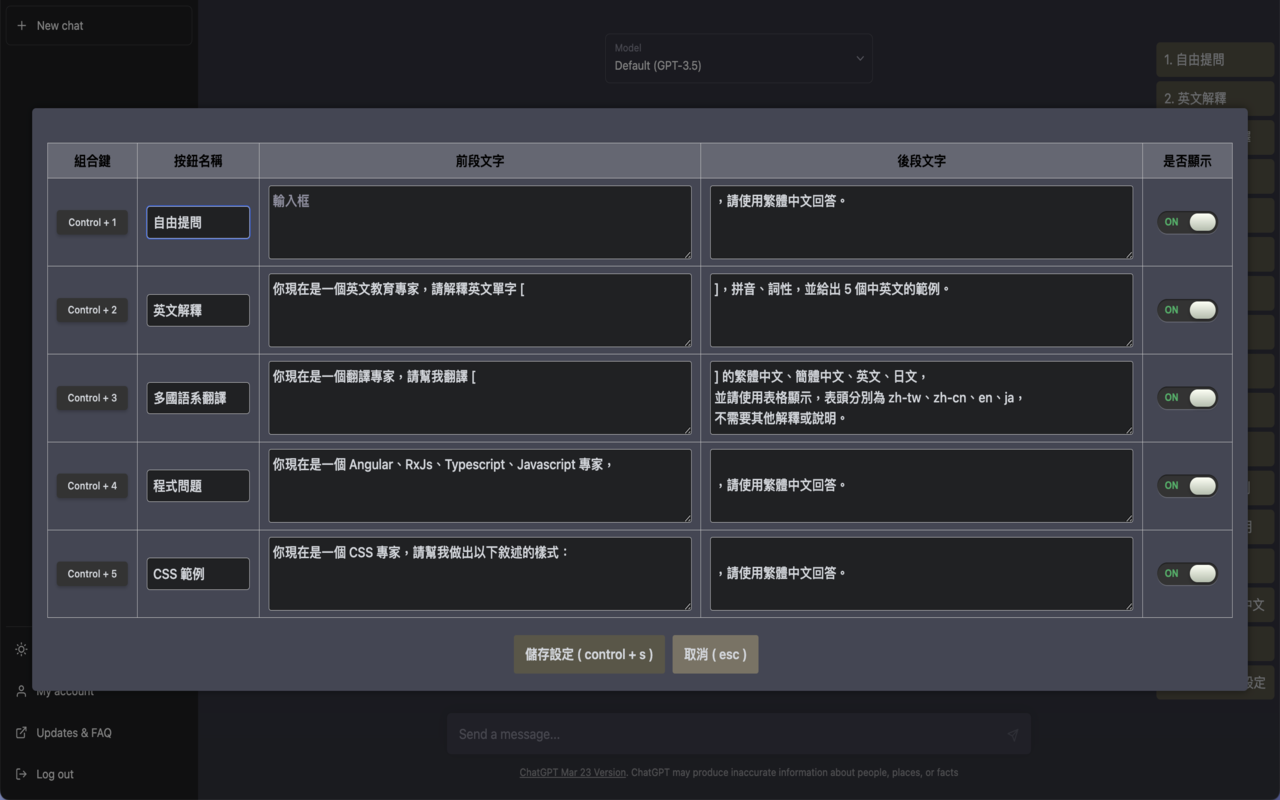 New chat
Model
Default (GPT-3.5)
1. 自由提問
2. 英文解釋
組合鍵 按鈕名稱 前段文字 後段文字 是否顯示
Control + 1 自由提問 輸入框 ，請使用繁體中文回答。 ON
Control + 2 英文解釋 你現在是一個英文教育專家，請解釋英文單字 [ ]，拼音、詞性，並給出 5 個中英文的範例。 ON
Control + 3 多國語系翻譯 你現在是一個翻譯專家，請幫我翻譯 [ ] 的繁體中文、簡體中文、英文、日文，
並請使用表格顯示，表頭分別為 zh-tw、zh-cn、en、ja，
不需要其他解釋或說明。 ON
Control + 4 程式問題 你現在是一個 Angular、RxJs、Typescript、Javascript 專家，
，請使用繁體中文回答。 ON
Control + 5 CSS 範例 你現在是一個 CSS 專家，請幫我做出以下敘述的樣式：
，請使用繁體中文回答。 ON
中文
儲存設定 ( control + s ) 取消 ( esc )
設定
My account
Updates & FAQ
Log out
Send a message...
ChatGPT Mar 23 Version. ChatGPT may produce inaccurate information about people, places, or facts